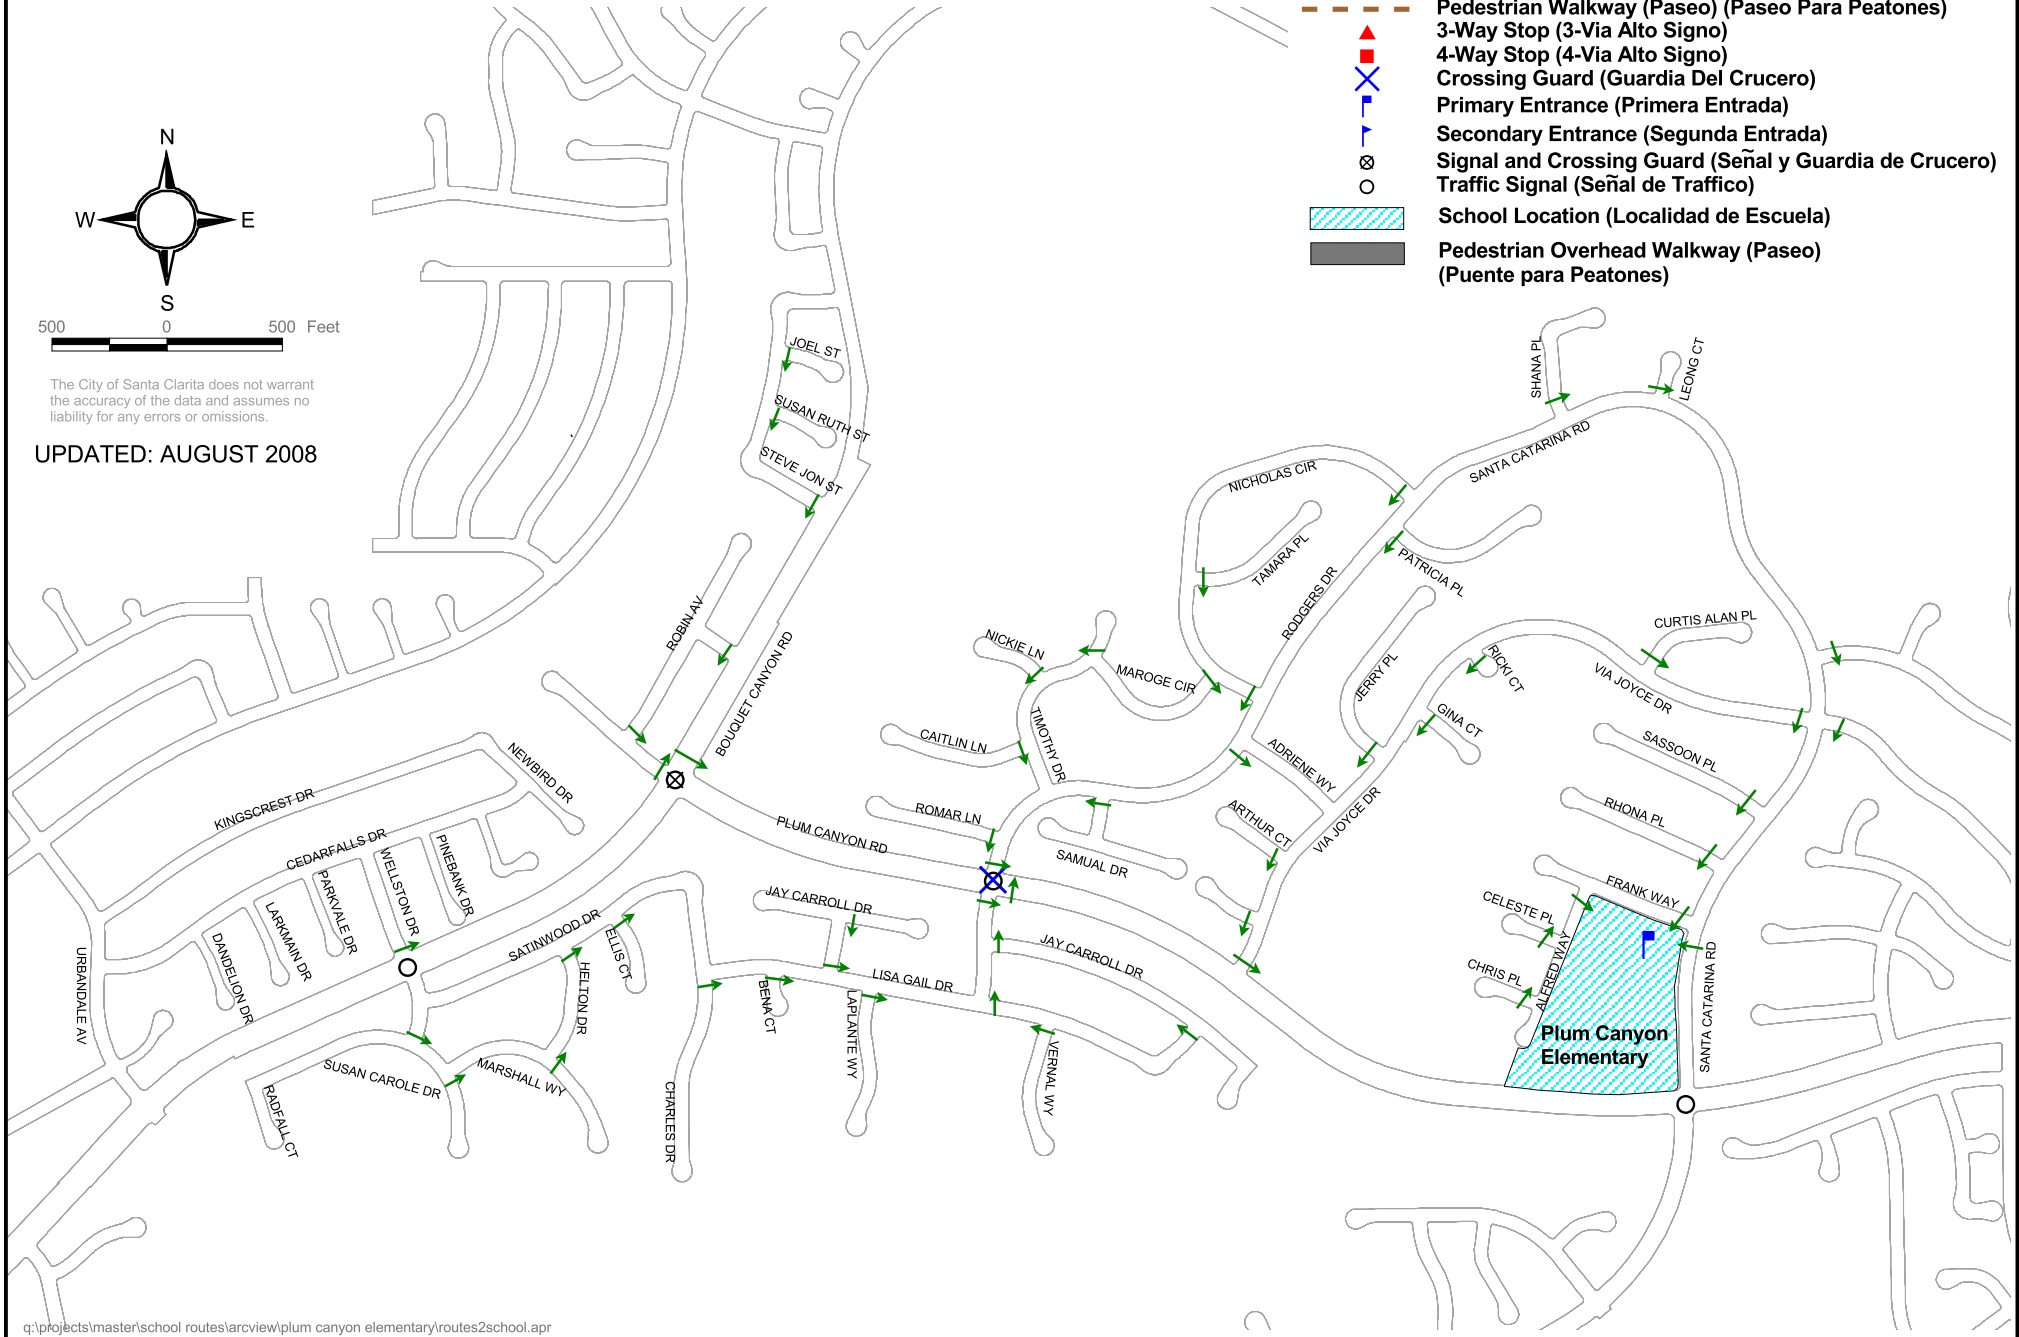 Pedestrian Walkway (Paseo) (Paseo Para Peatones)
3-Way Stop (3-Via Alto Signo)
4-Way Stop (4-Via Alto Signo)
Crossing Guard (Guardia Del Crucero)
Primary Entrance (Primera Entrada)
Secondary Entrance (Segunda Entrada)
Signal and Crossing Guard (Señal y Guardia de Crucero)
Traffic Signal (Señal de Traffico)
School Location (Localidad de Escuela)
Pedestrian Overhead Walkway (Paseo)
(Puente para Peatones)
N
W
E
S
500 0 500 Feet
The City of Santa Clarita does not warrant
the accuracy of the data and assumes no
liability for any errors or omissions.
UPDATED: AUGUST 2008
JOEL ST
SUSAN RUTH ST
STEVE JON ST
SHANA PL
LEONG CT
SANTA CATARINA RD
NICHOLAS CIR
TAMARA PL
PATRICIA PL
RODGERS DR
ROBIN AV
BOUQUET CANYON RD
NICKIE LN
MAROGE CIR
JERRY PL
RICKI CT
CURTIS ALAN PL
VIA JOYCE DR
GINA CT
SASSOON PL
CAITLIN LN
TIMOTHY DR
ADRIENE WY
NEWBIRD DR
KINGSCREST DR
ROMAR LN
ARTHUR CT
VIA JOYCE DR
RHONA PL
CEDARFALLS DR
PLUM CANYON RD
SAMUAL DR
PINEBANK DR
WELLSTON DR
PARKVALE DR
LARKMAIN DR
DANDELION DR
URBANDALE AV
SATINWOOD DR
JAY CARROLL DR
FRANK WAY
CELESTE PL
ELLIS CT
HELTON DR
LISA GAIL DR
JAY CARROLL DR
CHRIS PL
ALFRED WAY
SANTA CATARINA RD
BENA CT
LAPLANTE WY
VERNAL WY
Plum Canyon
Elementary
SUSAN CAROLE DR
MARSHALL WY
RADFALL CT
CHARLES DR
q:\projects\master\school routes\arcview\plum canyon elementary\routes2school.apr